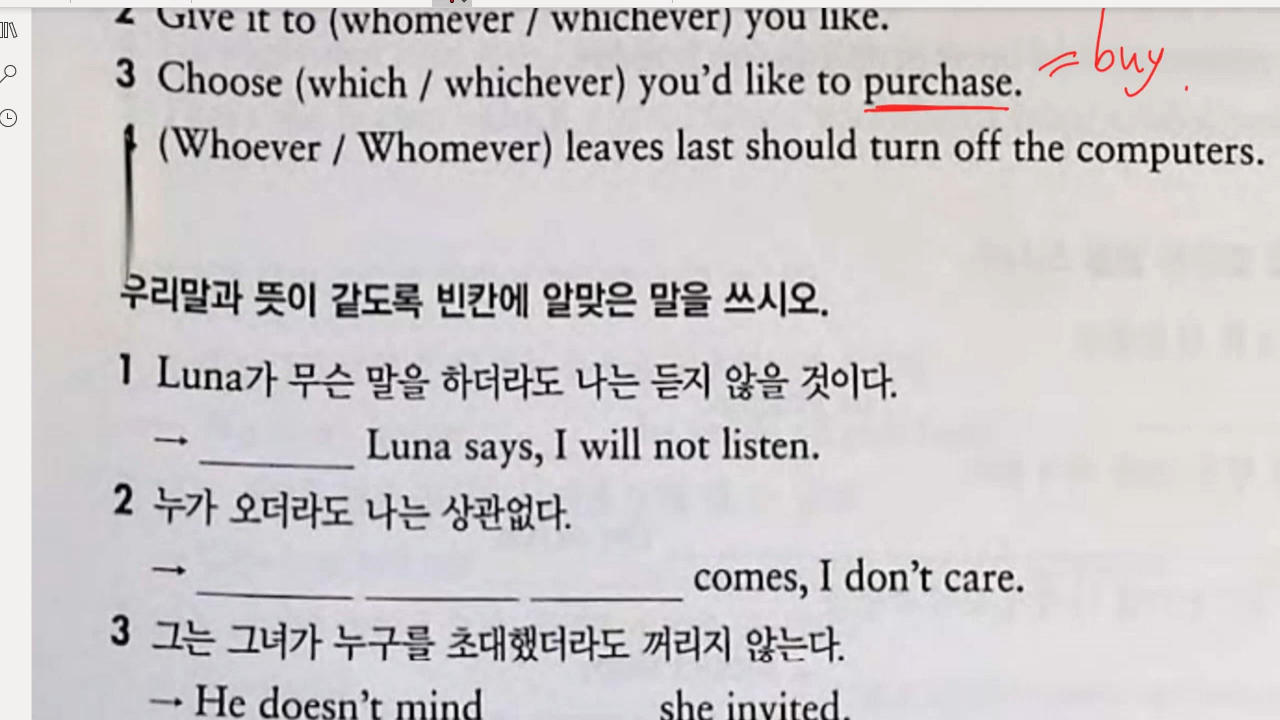 2 Give it to (whomever / whichever) you like.
3 Choose (which / whichever) you'd like to purchase. = buy.
(Whoever / Whomever) leaves last should turn off the computers.
우리말과 뜻이 같도록 빈칸에 알맞은 말을 쓰시오.
1 Luna가 무슨 말을 하더라도 나는 듣지 않을 것이다.
→ ________ Luna says, I will not listen.
2 누가 오더라도 나는 상관없다.
→ ________ ________ ________ comes, I don't care.
3 그는 그녀가 누구를 초대했더라도 꺼리지 않는다.
→ He doesn't mind ________ she invited.